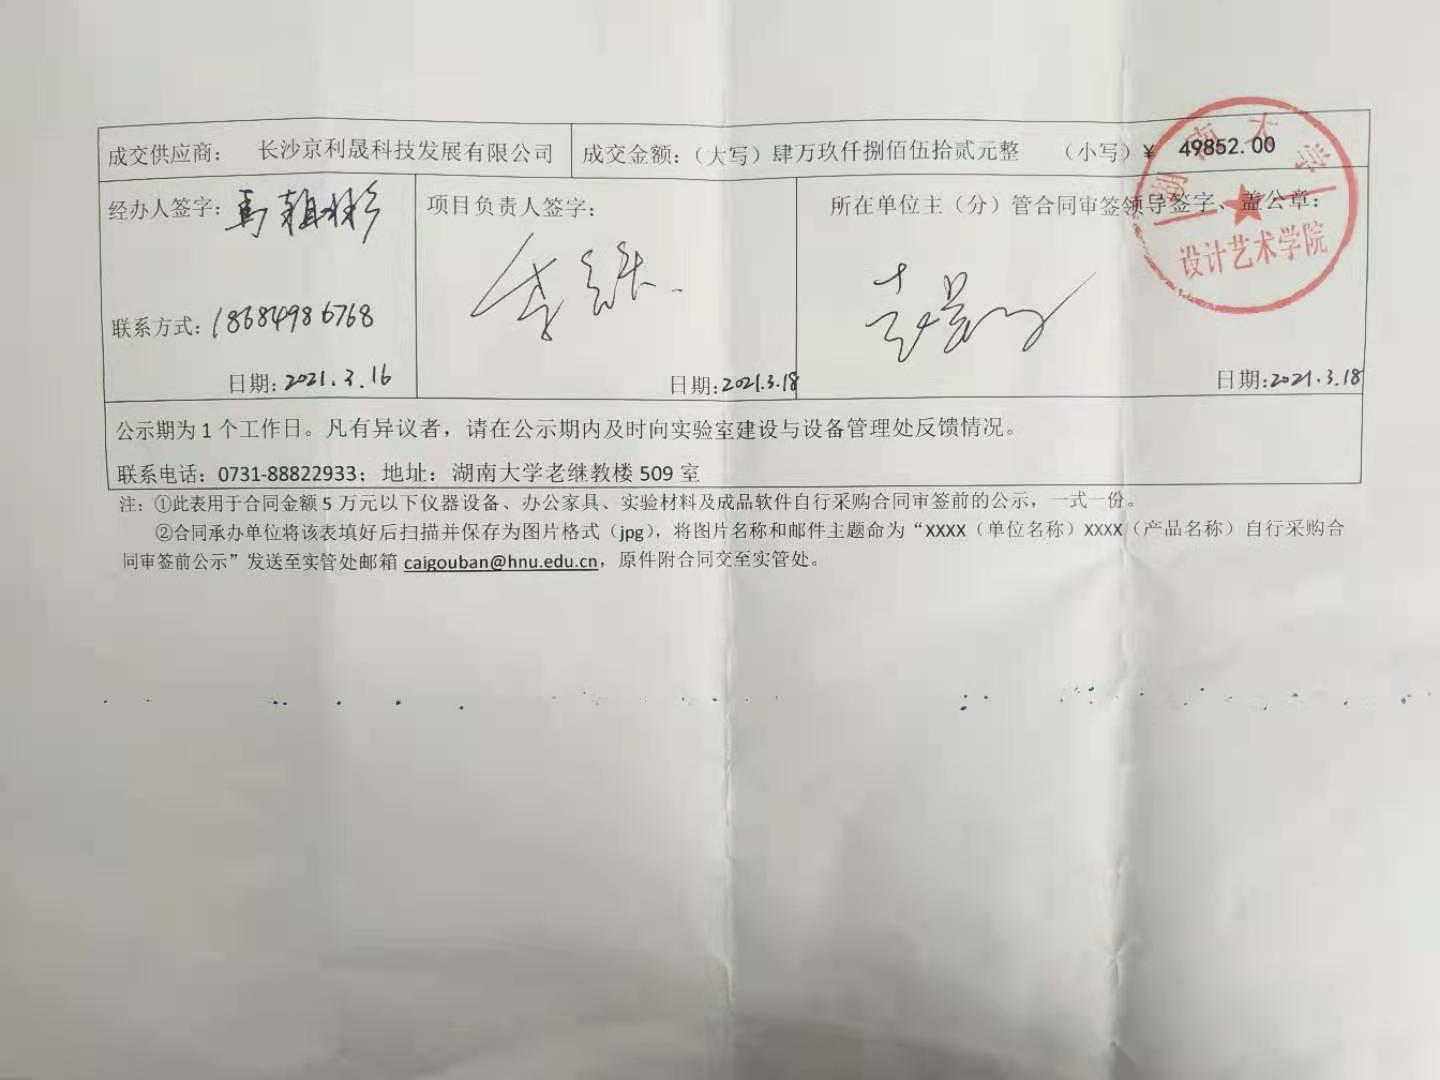 成交供应商： 长沙京利晟科技发展有限公司 成交金额：（大写）肆万玖仟捌佰伍拾贰元整 （小写）¥ 49852.00
经办人签字：马 项目负责人签字： 所在单位主（分）管合同审签领导签字、盖公章：
湖南大学
设计艺术学院
李
联系方式：18684986768
日期：2021.3.16 日期：2021.3.18 日期：2021.3.18
公示期为1个工作日。凡有异议者，请在公示期内及时向实验室建设与设备管理处反馈情况。
联系电话：0731-88822933；地址：湖南大学老继教楼509室
注：①此表用于合同金额5万元以下仪器设备、办公家具、实验材料及成品软件自行采购合同审签前的公示，一式一份。
②合同承办单位将该表填好后扫描并保存为图片格式（jpg），将图片名称和邮件主题命为“XXXX（单位名称）XXXX（产品名称）自行采购合
同审签前公示”发送至实管处邮箱 caigouban@hnu.edu.cn，原件附合同交至实管处。